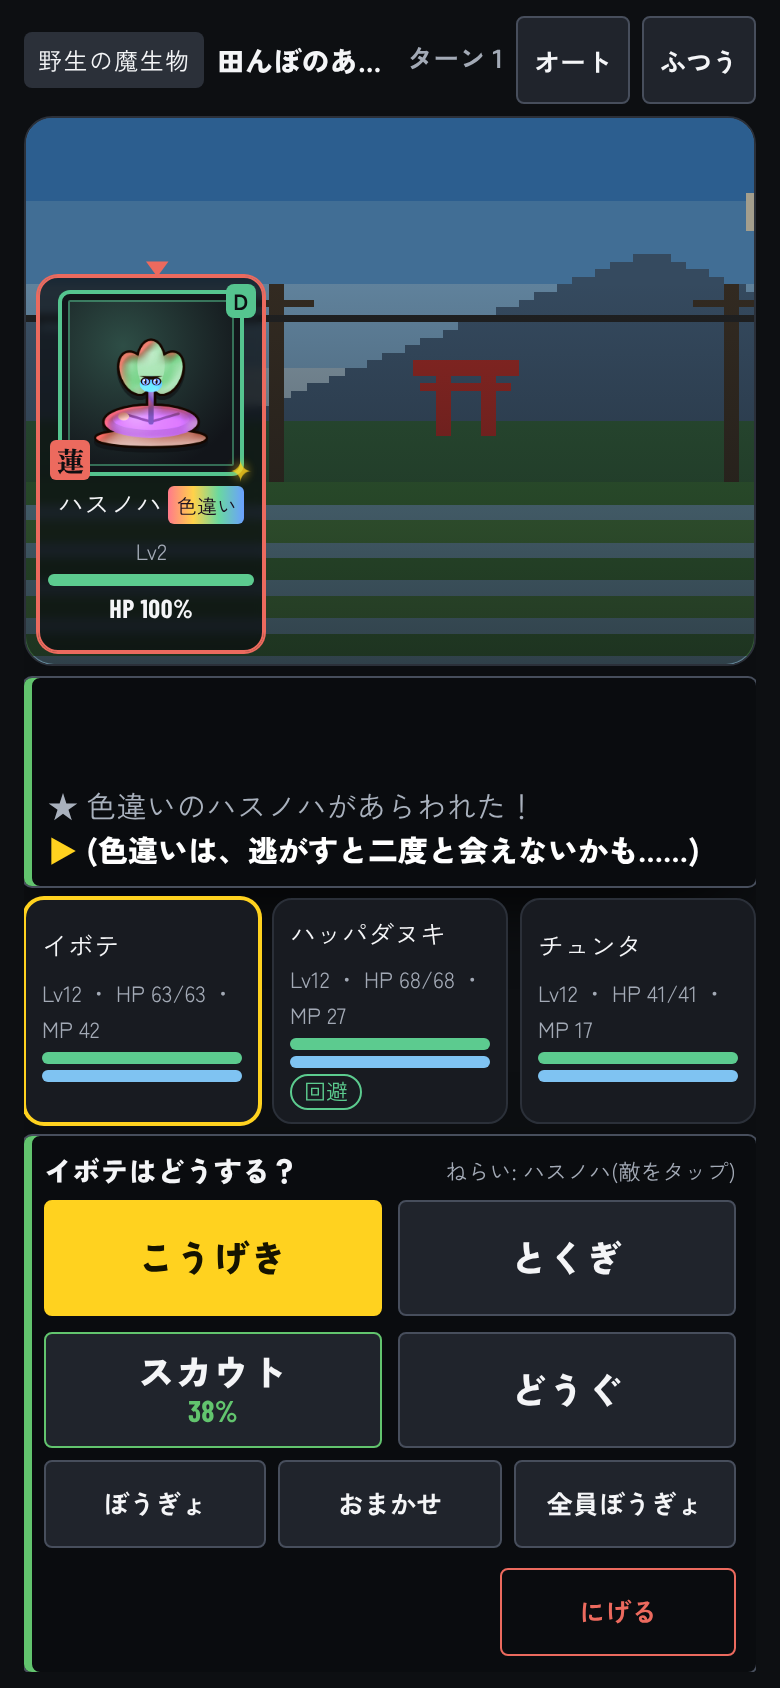 野生の魔生物 田んぼのあ... ターン 1 オート ふつう
D
蓮
ハスノハ 色違い
Lv2
HP 100%
★ 色違いのハスノハがあらわれた！
▶ (色違いは、逃がすと二度と会えないかも……)
イボテ
Lv12 ・ HP 63/63 ・
MP 42
ハッパダヌキ
Lv12 ・ HP 68/68 ・
MP 27
回避
チュンタ
Lv12 ・ HP 41/41 ・
MP 17
イボテはどうする？ ねらい: ハスノハ(敵をタップ)
こうげき とくぎ
スカウト
38%
どうぐ
ぼうぎょ おまかせ 全員ぼうぎょ
にげる